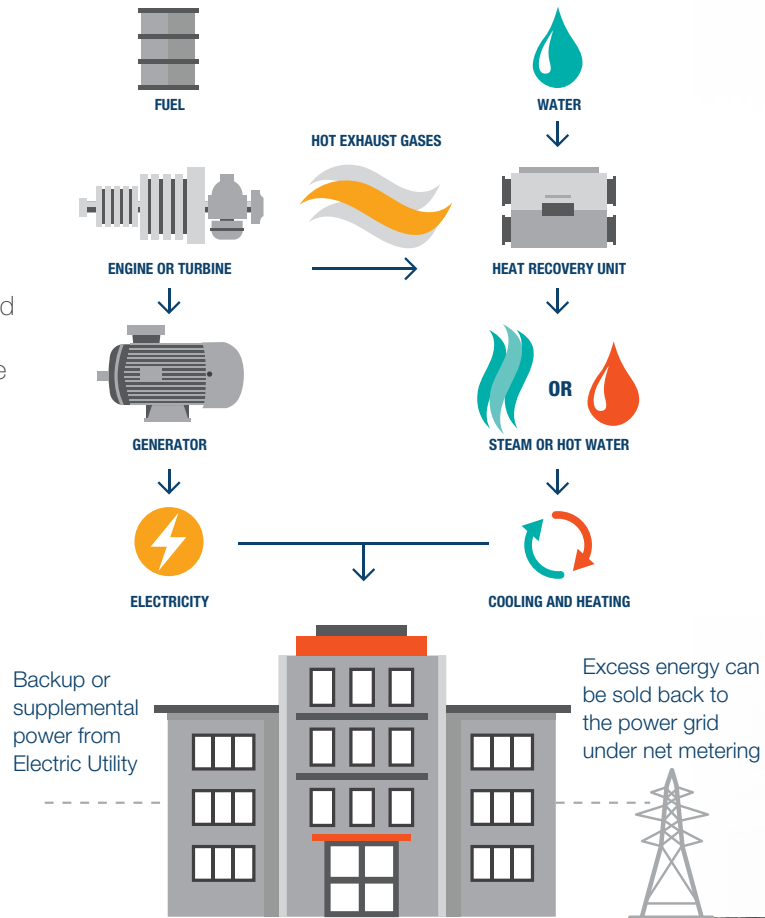 FUEL
WATER
HOT EXHAUST GASES
ENGINE OR TURBINE
HEAT RECOVERY UNIT
d
e
OR
GENERATOR
STEAM OR HOT WATER
ELECTRICITY
COOLING AND HEATING
Backup or
supplemental
power from
Electric Utility
Excess energy can
be sold back to
the power grid
under net metering